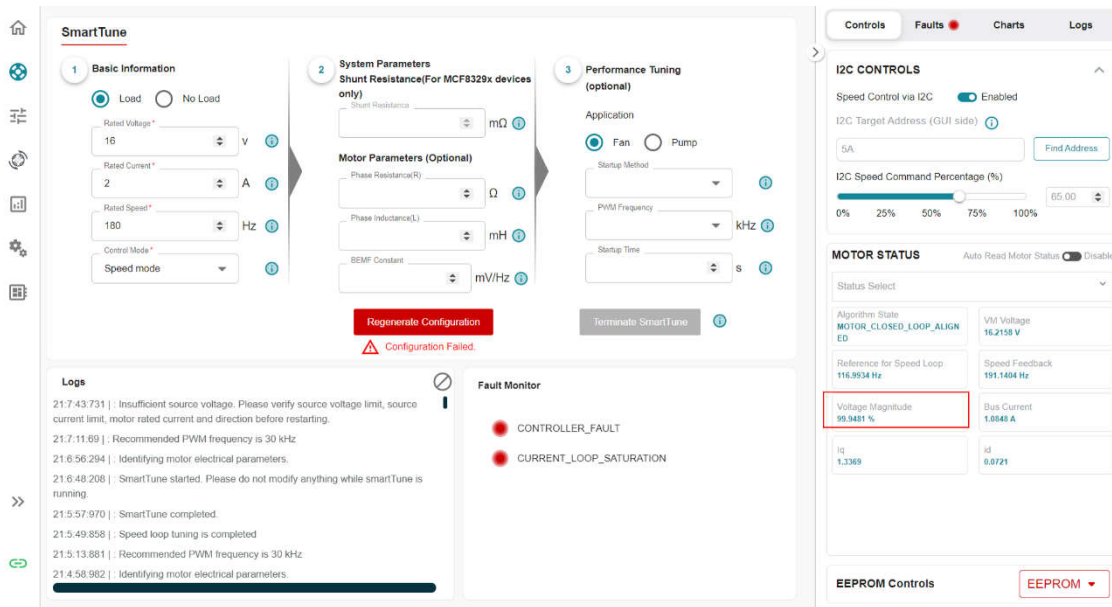 SmartTune
1
Basic Information
Load
No Load
Rated Voltage *
16
V
Rated Current *
2
A
Rated Speed *
180
Hz
Control Mode *
Speed mode
2
System Parameters
Shunt Resistance(For MCF8329x devices
only)
Shunt Resistance
mΩ
Motor Parameters (Optional)
Phase Resistance(R)
Ω
Phase Inductance(L)
mH
BEMF Constant
mV/Hz
3
Performance Tuning
(optional)
Application
Fan
Pump
Startup Method
PWM Frequency
kHz
Startup Time
s
Regenerate Configuration
Configuration Failed.
Terminate SmartTune
Logs
21:7:43:731 | : Insufficient source voltage. Please verify source voltage limit, source
current limit, motor rated current and direction before restarting.
21:7:11:69 | : Recommended PWM frequency is 30 kHz
21:6:56:294 | : Identifying motor electrical parameters.
21:6:48:208 | : SmartTune started. Please do not modify anything while smartTune is
running.
21:5:57:970 | : SmartTune completed.
21:5:49:858 | : Speed loop tuning is completed
21:5:13:881 | : Recommended PWM frequency is 30 kHz
21:4:58:982 | : Identifying motor electrical parameters.
Fault Monitor
CONTROLLER_FAULT
CURRENT_LOOP_SATURATION
Controls
Faults
Charts
Logs
I2C CONTROLS
Speed Control via I2C
Enabled
I2C Target Address (GUI side)
5A
Find Address
I2C Speed Command Percentage (%)
65.00
0% 25% 50% 75% 100%
MOTOR STATUS
Auto Read Motor Status
Disable
Status Select
Algorithm State
MOTOR_CLOSED_LOOP_ALIGN
ED
VM Voltage
16.2158 V
Reference for Speed Loop
116.9934 Hz
Speed Feedback
191.1404 Hz
Voltage Magnitude
99.9481 %
Bus Current
1.0848 A
Iq
1.3369
id
0.0721
EEPROM Controls
EEPROM